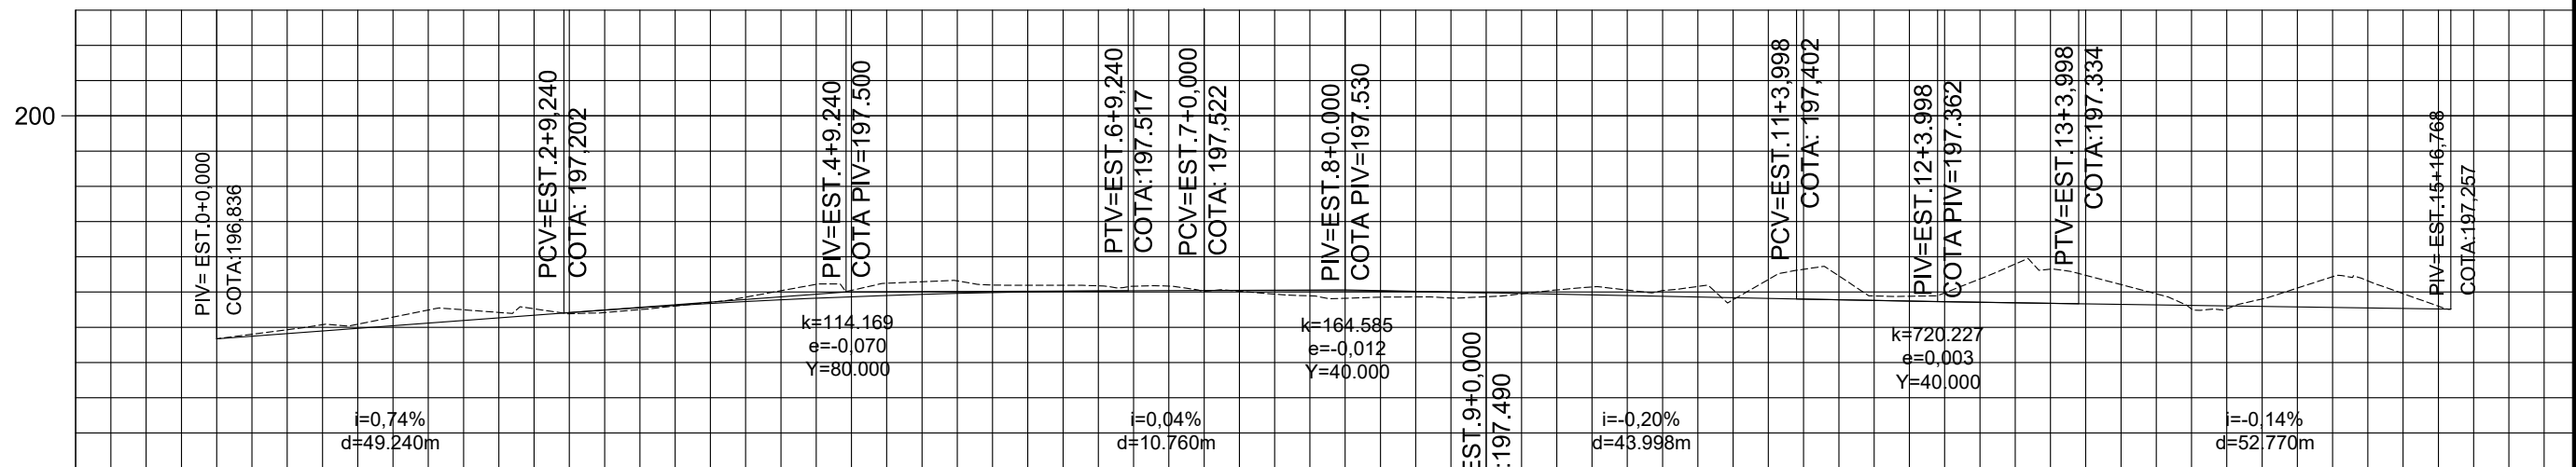 200
PIV= EST.0+0,000
COTA:196,836
PCV=EST.2+9,240
COTA: 197,202
PIV=EST.4+9.240
COTA PIV=197.500
PTV=EST.6+9,240
COTA:197.517
PCV=EST.7+0,000
COTA: 197,522
PIV=EST.8+0.000
COTA PIV=197.530
PCV=EST.11+3,998
COTA: 197,402
PIV=EST.12+3.998
COTA PIV=197.362
PTV=EST.13+3,998
COTA:197.334
PIV= EST.15+16,768
COTA:197,257
k=114.169
e=-0,070
Y=80.000
k=164.585
e=-0,012
Y=40.000
EST.9+0,000
:197.490
k=720.227
e=0,003
Y=40.000
i=0,74%
d=49.240m
i=0,04%
d=10.760m
i=-0,20%
d=43.998m
i=-0,14%
d=52.770m